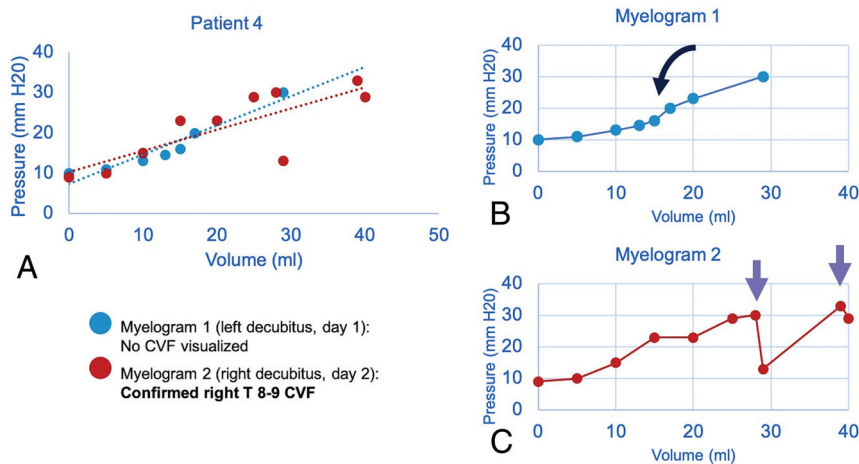 Patient 4
Pressure (mm H20)
40
30
20
10
0
0 10 20 30 40 50
Volume (ml)
A
Myelogram 1 (left decubitus, day 1):
No CVF visualized
Myelogram 2 (right decubitus, day 2):
Confirmed right T 8-9 CVF
Myelogram 1
Pressure (mm H20)
40
30
20
10
0
0 10 20 30 40
Volume (ml)
B
Myelogram 2
Pressure (mm H20)
40
30
20
10
0
0 10 20 30 40
Volume (ml)
C